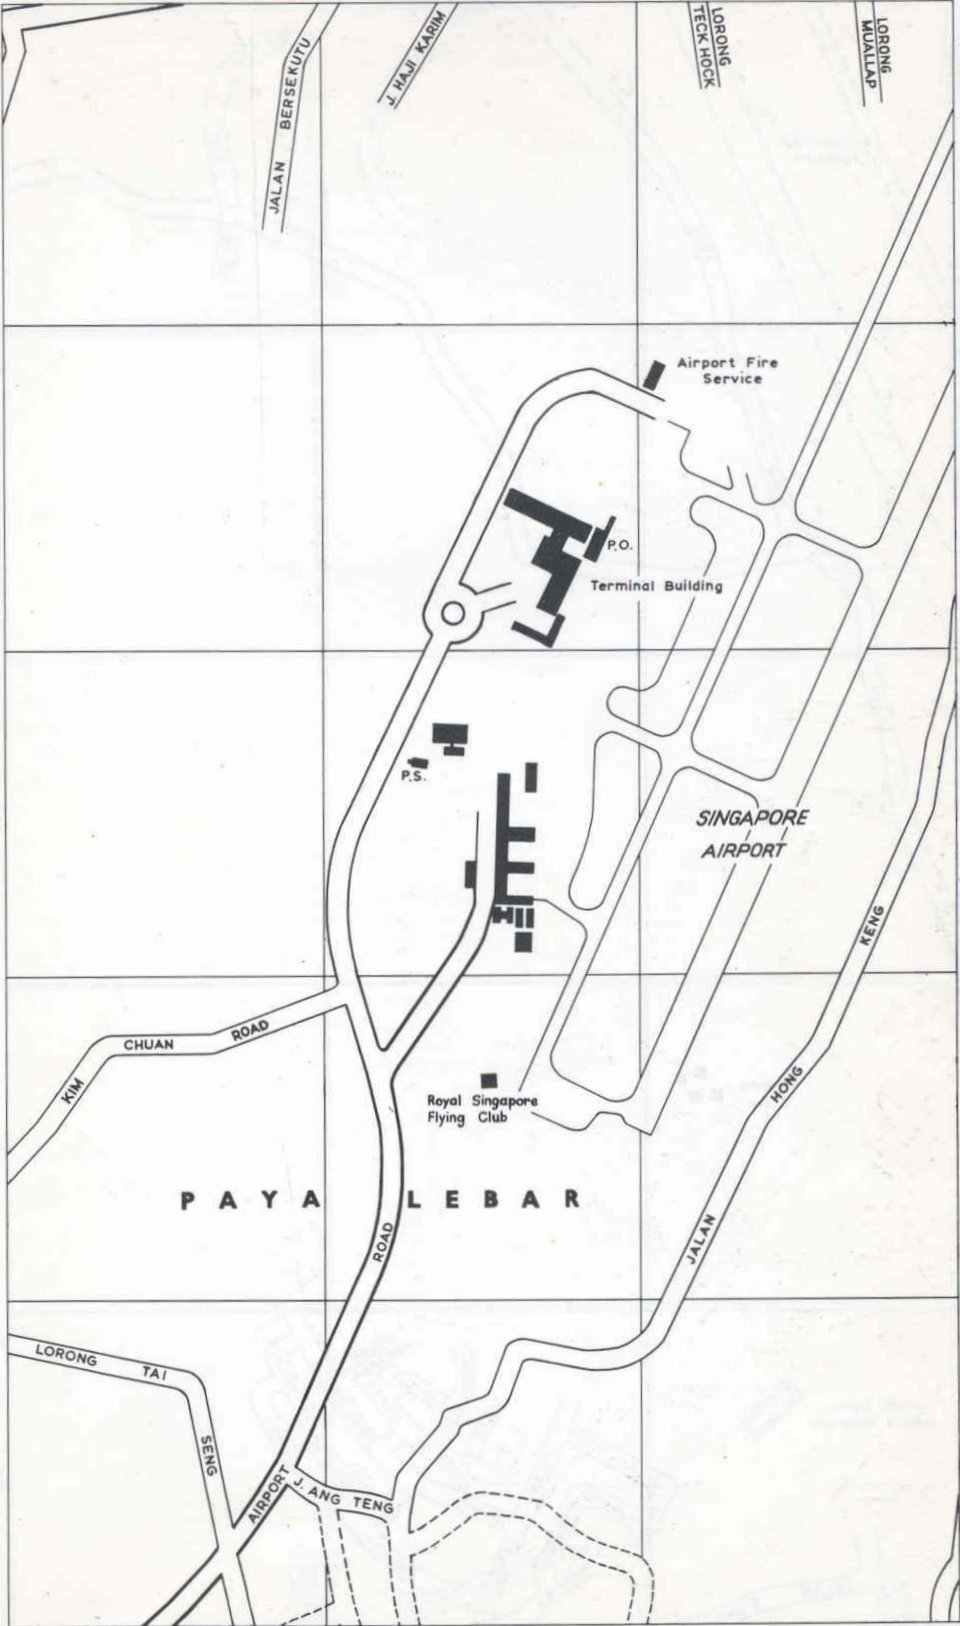 JALAN BERSEKUTU
J. HAJI KARIM
LORONG
TECK HOCK
LORONG
MUALLAP
Airport Fire
Service
P.O.
Terminal Building
P.S.
SINGAPORE
AIRPORT
KIM CHUAN ROAD
Royal Singapore
Flying Club
PAYA LEBAR
JALAN HONG KENG
LORONG TAI SENG
AIRPORT ROAD
J. ANG TENG